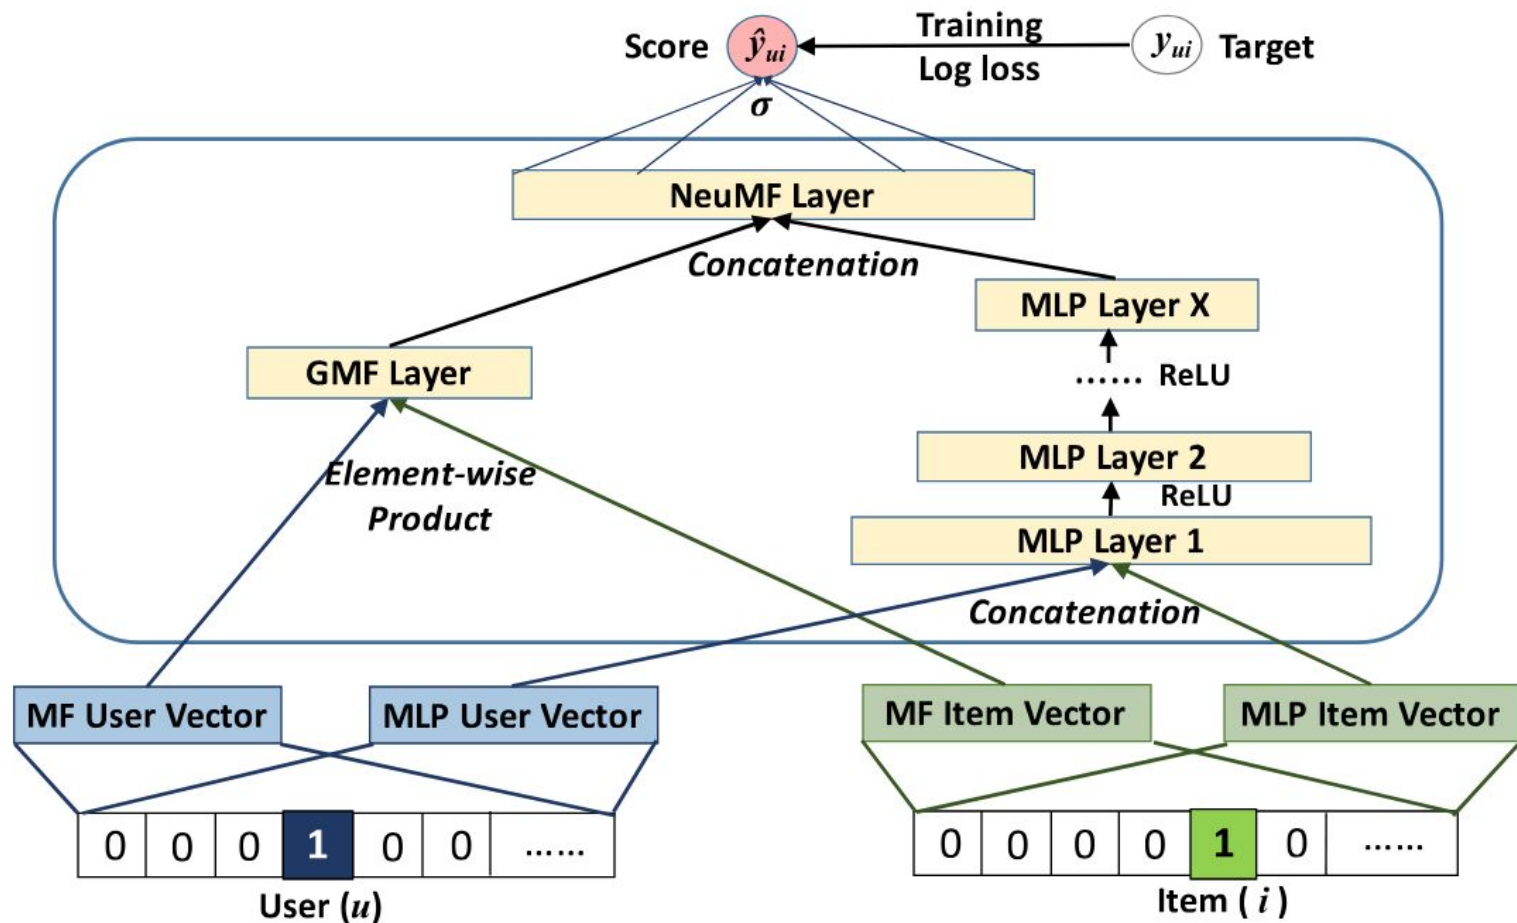 Score ŷui Training yui Target
Log loss
σ
NeuMF Layer
Concatenation
MLP Layer X
GMF Layer
...... ReLU
Element-wise
Product
MLP Layer 2
ReLU
MLP Layer 1
Concatenation
MF User Vector MLP User Vector MF Item Vector MLP Item Vector
0 0 0 1 0 0 ...... 0 0 0 0 1 0 ......
User (u) Item ( i )